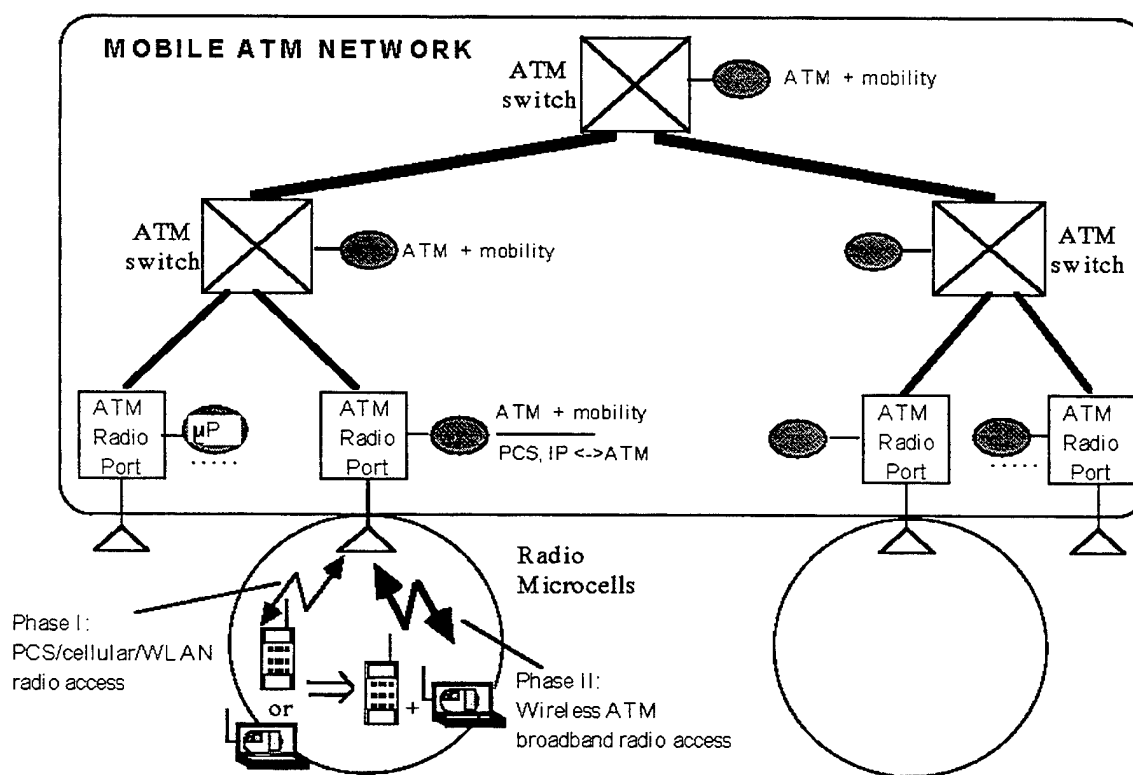 MOBILE ATM NETWORK
ATM
switch
ATM + mobility
ATM
switch
ATM + mobility
ATM
switch
ATM
Radio
Port
µP
.....
ATM
Radio
Port
ATM + mobility
PCS, IP <->ATM
ATM
Radio
Port
.....
ATM
Radio
Port
Radio
Microcells
Phase I:
PCS/cellular/WLAN
radio access
or
+
Phase II:
Wireless ATM
broadband radio access